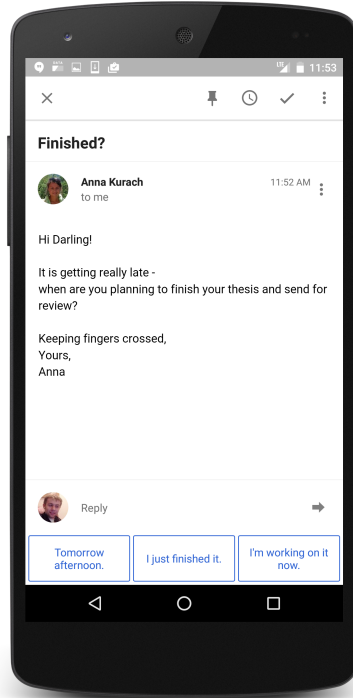 LTE 11:53
Finished?
Anna Kurach 11:52 AM
to me
Hi Darling!
It is getting really late -
when are you planning to finish your thesis and send for
review?
Keeping fingers crossed,
Yours,
Anna
Reply
Tomorrow
afternoon.
I just finished it.
I'm working on it
now.